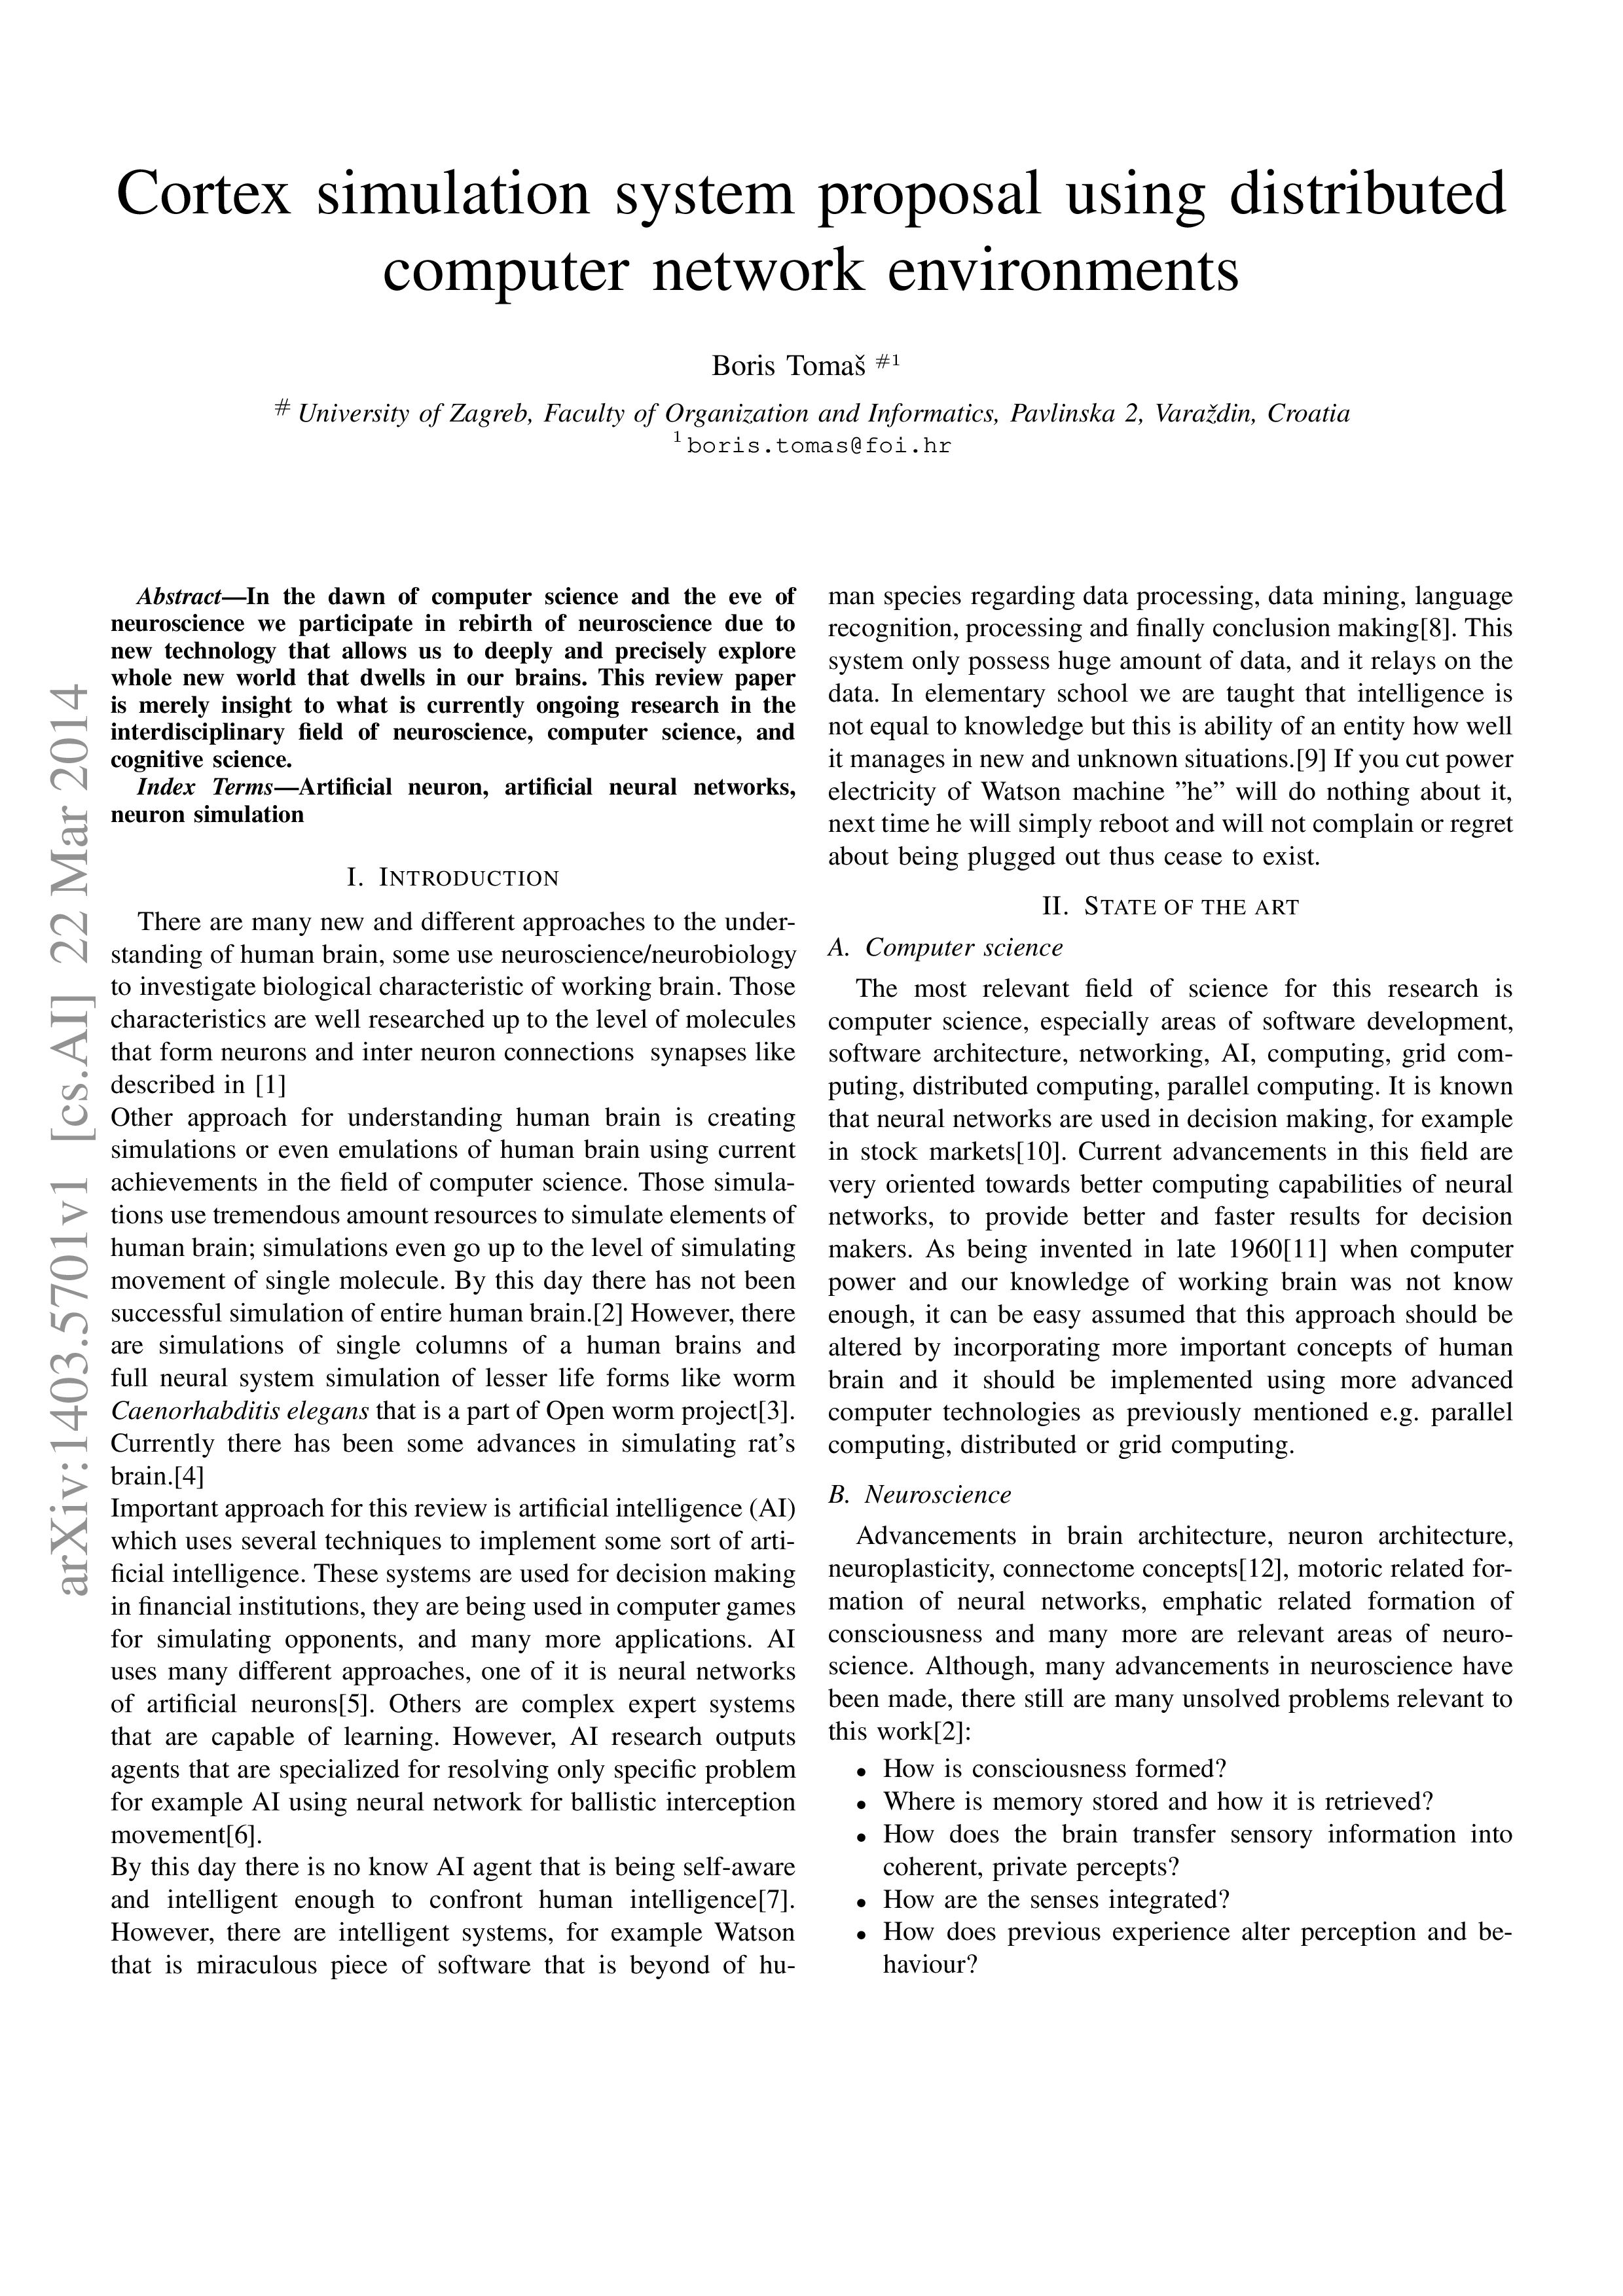 Cortex simulation system proposal using distributed
computer network environments
Boris Tomaš #1
# University of Zagreb, Faculty of Organization and Informatics, Pavlinska 2, Varaždin, Croatia
1 boris.tomas@foi.hr
arXiv:1403.5701v1 [cs.AI] 22 Mar 2014
Abstract—In the dawn of computer science and the eve of
neuroscience we participate in rebirth of neuroscience due to
new technology that allows us to deeply and precisely explore
whole new world that dwells in our brains. This review paper
is merely insight to what is currently ongoing research in the
interdisciplinary field of neuroscience, computer science, and
cognitive science.
Index Terms—Artificial neuron, artificial neural networks,
neuron simulation
I. INTRODUCTION
There are many new and different approaches to the under-
standing of human brain, some use neuroscience/neurobiology
to investigate biological characteristic of working brain. Those
characteristics are well researched up to the level of molecules
that form neurons and inter neuron connections synapses like
described in [1]
Other approach for understanding human brain is creating
simulations or even emulations of human brain using current
achievements in the field of computer science. Those simula-
tions use tremendous amount resources to simulate elements of
human brain; simulations even go up to the level of simulating
movement of single molecule. By this day there has not been
successful simulation of entire human brain.[2] However, there
are simulations of single columns of a human brains and
full neural system simulation of lesser life forms like worm
Caenorhabditis elegans that is a part of Open worm project[3].
Currently there has been some advances in simulating rat's
brain.[4]
Important approach for this review is artificial intelligence (AI)
which uses several techniques to implement some sort of arti-
ficial intelligence. These systems are used for decision making
in financial institutions, they are being used in computer games
for simulating opponents, and many more applications. AI
uses many different approaches, one of it is neural networks
of artificial neurons[5]. Others are complex expert systems
that are capable of learning. However, AI research outputs
agents that are specialized for resolving only specific problem
for example AI using neural network for ballistic interception
movement[6].
By this day there is no know AI agent that is being self-aware
and intelligent enough to confront human intelligence[7].
However, there are intelligent systems, for example Watson
that is miraculous piece of software that is beyond of hu-
man species regarding data processing, data mining, language
recognition, processing and finally conclusion making[8]. This
system only possess huge amount of data, and it relays on the
data. In elementary school we are taught that intelligence is
not equal to knowledge but this is ability of an entity how well
it manages in new and unknown situations.[9] If you cut power
electricity of Watson machine ”he” will do nothing about it,
next time he will simply reboot and will not complain or regret
about being plugged out thus cease to exist.
II. STATE OF THE ART
A. Computer science
The most relevant field of science for this research is
computer science, especially areas of software development,
software architecture, networking, AI, computing, grid com-
puting, distributed computing, parallel computing. It is known
that neural networks are used in decision making, for example
in stock markets[10]. Current advancements in this field are
very oriented towards better computing capabilities of neural
networks, to provide better and faster results for decision
makers. As being invented in late 1960[11] when computer
power and our knowledge of working brain was not know
enough, it can be easy assumed that this approach should be
altered by incorporating more important concepts of human
brain and it should be implemented using more advanced
computer technologies as previously mentioned e.g. parallel
computing, distributed or grid computing.
B. Neuroscience
Advancements in brain architecture, neuron architecture,
neuroplasticity, connectome concepts[12], motoric related for-
mation of neural networks, emphatic related formation of
consciousness and many more are relevant areas of neuro-
science. Although, many advancements in neuroscience have
been made, there still are many unsolved problems relevant to
this work[2]:
• How is consciousness formed?
• Where is memory stored and how it is retrieved?
• How does the brain transfer sensory information into
coherent, private percepts?
• How are the senses integrated?
• How does previous experience alter perception and be-
haviour?